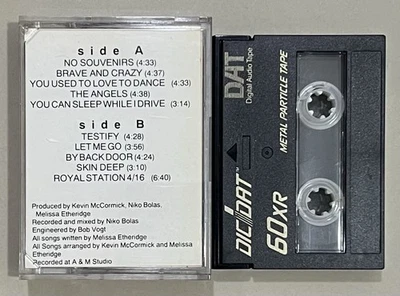 side A
NO SOUVENIRS (4:33)
BRAVE AND CRAZY (4:37)
YOU USED TO LOVE TO DANCE (4:33)
THE ANGELS (4:38)
YOU CAN SLEEP WHILE I DRIVE (3:14)
side B
TESTIFY (4:28)
LET ME GO (3:56)
BY BACK DOOR (4:24)
SKIN DEEP (3:10)
ROYAL STATION 4/16 (6:40)
Produced by Kevin McCormick, Niko Bolas,
Melissa Etheridge
Recorded and mixed by Niko Bolas
Engineered by Bob Vogt
All songs written by Melissa Etheridge
All Songs arranged by Kevin McCormick and Melissa
Etheridge
Recorded at A & M Studio
DAT
Digital Audio Tape
DIC/DAT™
60XR
METAL PARTICLE TAPE